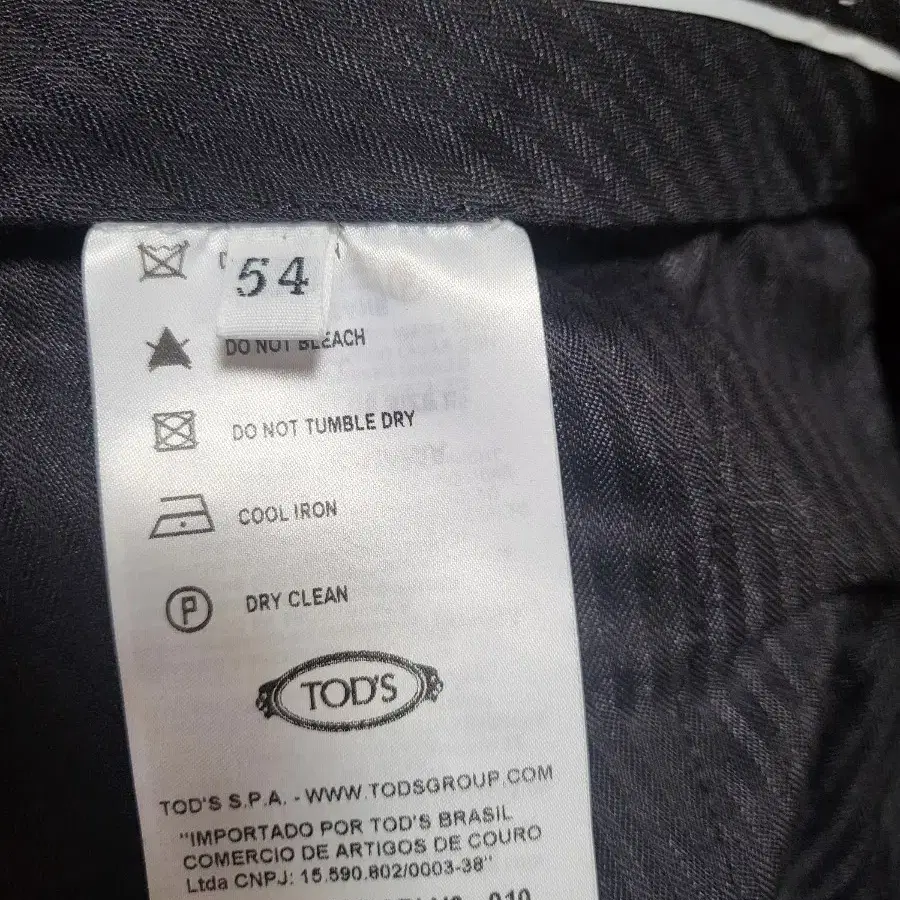 54
DO NOT BLEACH
DO NOT TUMBLE DRY
COOL IRON
P
DRY CLEAN
TOD'S
TOD'S S.P.A. - WWW.TODSGROUP.COM
"IMPORTADO POR TOD'S BRASIL
COMERCIO DE ARTIGOS DE COURO
Ltda CNPJ: 15.590.802/0003-38"